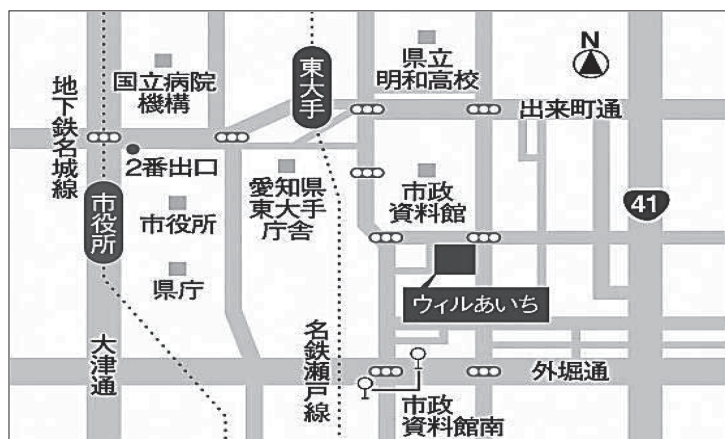 国立病院
機構
東大手
県立
明和高校
N
地下鉄名城線
出来町通
2番出口
市役所
市役所
愛知県
東大手
庁舎
市政
資料館
41
県庁
ウィルあいち
大津通
名鉄瀬戸線
外堀通
市政
資料館南